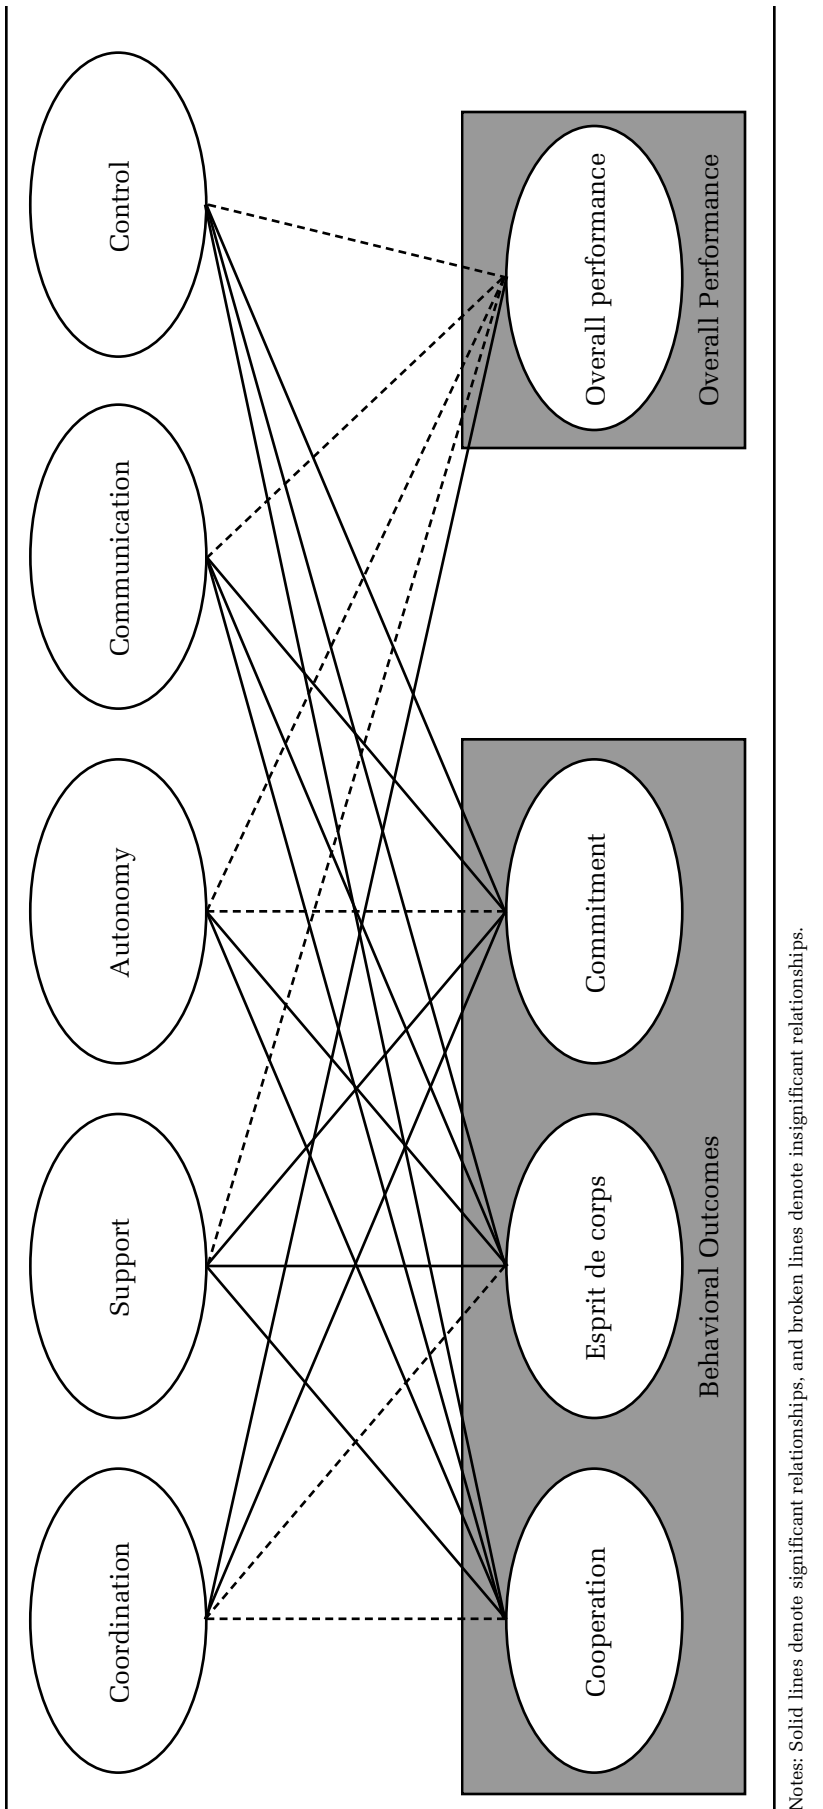 Coordination
Support
Autonomy
Communication
Control
Cooperation
Esprit de corps
Commitment
Overall performance
Behavioral Outcomes
Overall Performance
Notes: Solid lines denote significant relationships, and broken lines denote insignificant relationships.